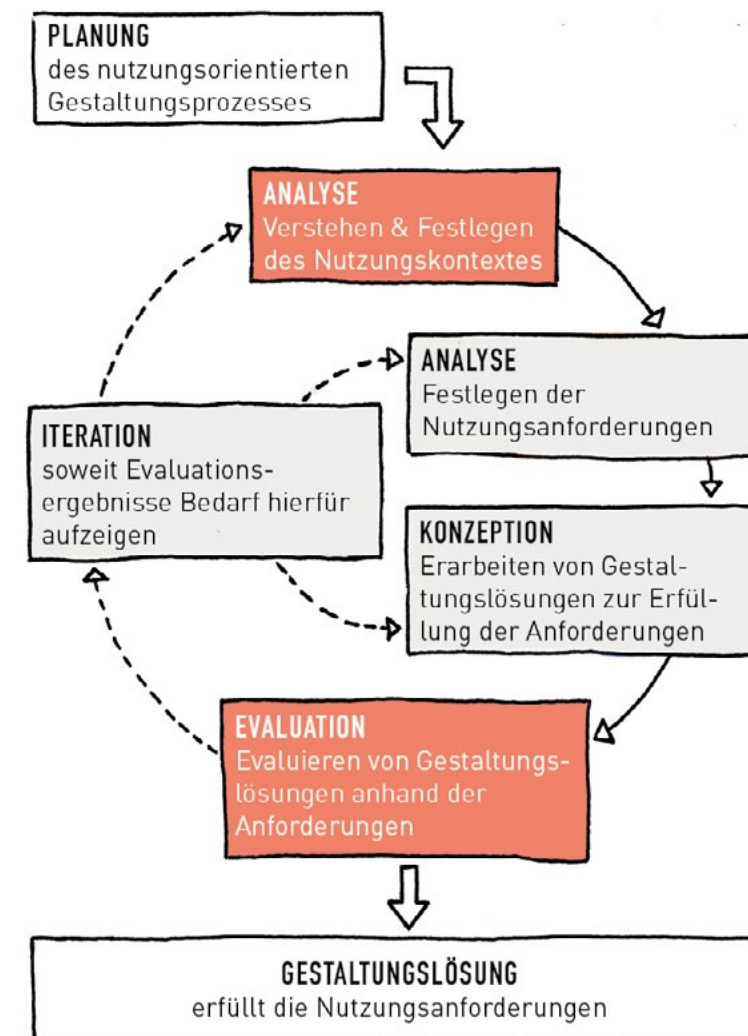 PLANUNG
des nutzungsorientierten
Gestaltungsprozesses
ANALYSE
Verstehen & Festlegen
des Nutzungskontextes
ANALYSE
Festlegen der
Nutzungsanforderungen
ITERATION
soweit Evaluations-
ergebnisse Bedarf hierfür
aufzeigen
KONZEPTION
Erarbeiten von Gestal-
tungslösungen zur Erfül-
lung der Anforderungen
EVALUATION
Evaluieren von Gestaltungs-
lösungen anhand der
Anforderungen
GESTALTUNGSLÖSUNG
erfüllt die Nutzungsanforderungen